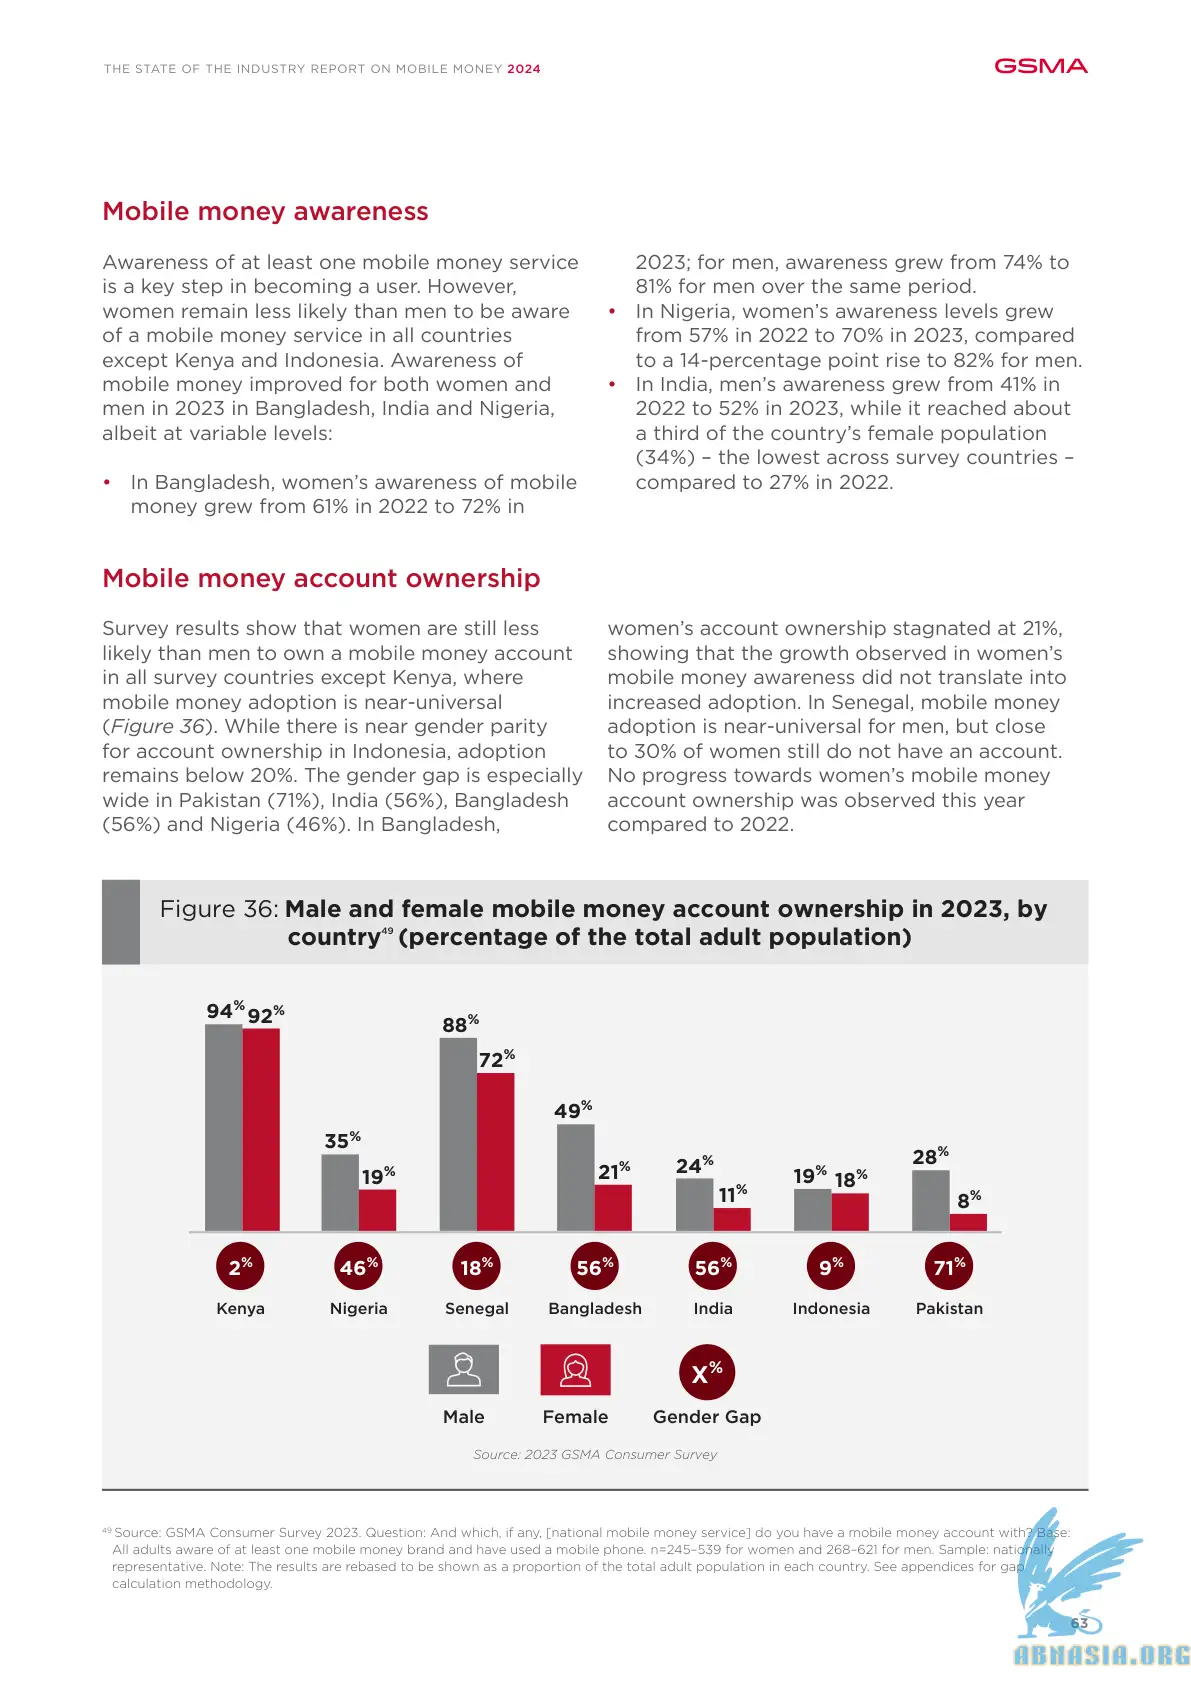 THE STATE OF THE INDUSTRY REPORT ON MOBILE MONEY 2024
GSMA
Mobile money awareness
Awareness of at least one mobile money service
is a key step in becoming a user. However,
women remain less likely than men to be aware
of a mobile money service in all countries
except Kenya and Indonesia. Awareness of
mobile money improved for both women and
men in 2023 in Bangladesh, India and Nigeria,
albeit at variable levels:
• In Bangladesh, women’s awareness of mobile
money grew from 61% in 2022 to 72% in
2023; for men, awareness grew from 74% to
81% for men over the same period.
• In Nigeria, women’s awareness levels grew
from 57% in 2022 to 70% in 2023, compared
to a 14-percentage point rise to 82% for men.
• In India, men’s awareness grew from 41% in
2022 to 52% in 2023, while it reached about
a third of the country’s female population
(34%) – the lowest across survey countries –
compared to 27% in 2022.
Mobile money account ownership
Survey results show that women are still less
likely than men to own a mobile money account
in all survey countries except Kenya, where
mobile money adoption is near-universal
(Figure 36). While there is near gender parity
for account ownership in Indonesia, adoption
remains below 20%. The gender gap is especially
wide in Pakistan (71%), India (56%), Bangladesh
(56%) and Nigeria (46%). In Bangladesh,
women’s account ownership stagnated at 21%,
showing that the growth observed in women’s
mobile money awareness did not translate into
increased adoption. In Senegal, mobile money
adoption is near-universal for men, but close
to 30% of women still do not have an account.
No progress towards women’s mobile money
account ownership was observed this year
compared to 2022.
Figure 36: Male and female mobile money account ownership in 2023, by
country49 (percentage of the total adult population)
94% 92%
35% 19%
88% 72%
49% 21%
24% 11%
19% 18%
28% 8%
2% 46% 18% 56% 56% 9% 71%
Kenya Nigeria Senegal Bangladesh India Indonesia Pakistan
X%
Male Female Gender Gap
Source: 2023 GSMA Consumer Survey
49 Source: GSMA Consumer Survey 2023. Question: And which, if any, [national mobile money service] do you have a mobile money account with? Base:
All adults aware of at least one mobile money brand and have used a mobile phone. n=245–539 for women and 268–621 for men. Sample: nationally
representative. Note: The results are rebased to be shown as a proportion of the total adult population in each country. See appendices for gap
calculation methodology.
63
ABNASIA.ORG